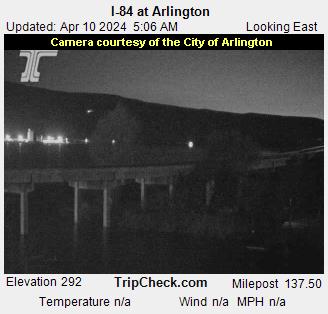 I-84 at Arlington
Updated: Apr 10 2024 5:06 AM Looking East
Camera courtesy of the City of Arlington
Elevation 292 TripCheck.com Milepost 137.50
Temperature n/a Wind n/a MPH n/a